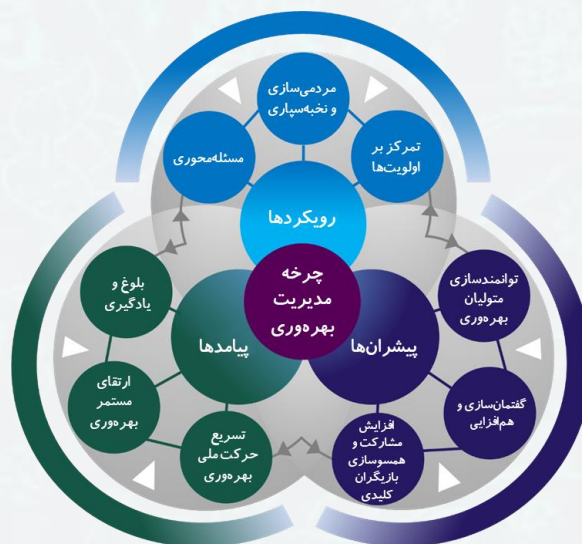 مردمی‌سازی
و نخبه‌سپاری
تمرکز بر
اولویت‌ها
مسئله‌محوری
رویکردها
چرخه
مدیریت
بهره‌وری
توانمندسازی
متولیان
بهره‌وری
پیشران‌ها
گفتمان‌سازی و
هم‌افزایی
افزایش
مشارکت و
همسوسازی
بازیگران
کلیدی
بلوغ و
یادگیری
پیامدها
ارتقای
مستمر
بهره‌وری
تسریع
حرکت ملی
بهره‌وری